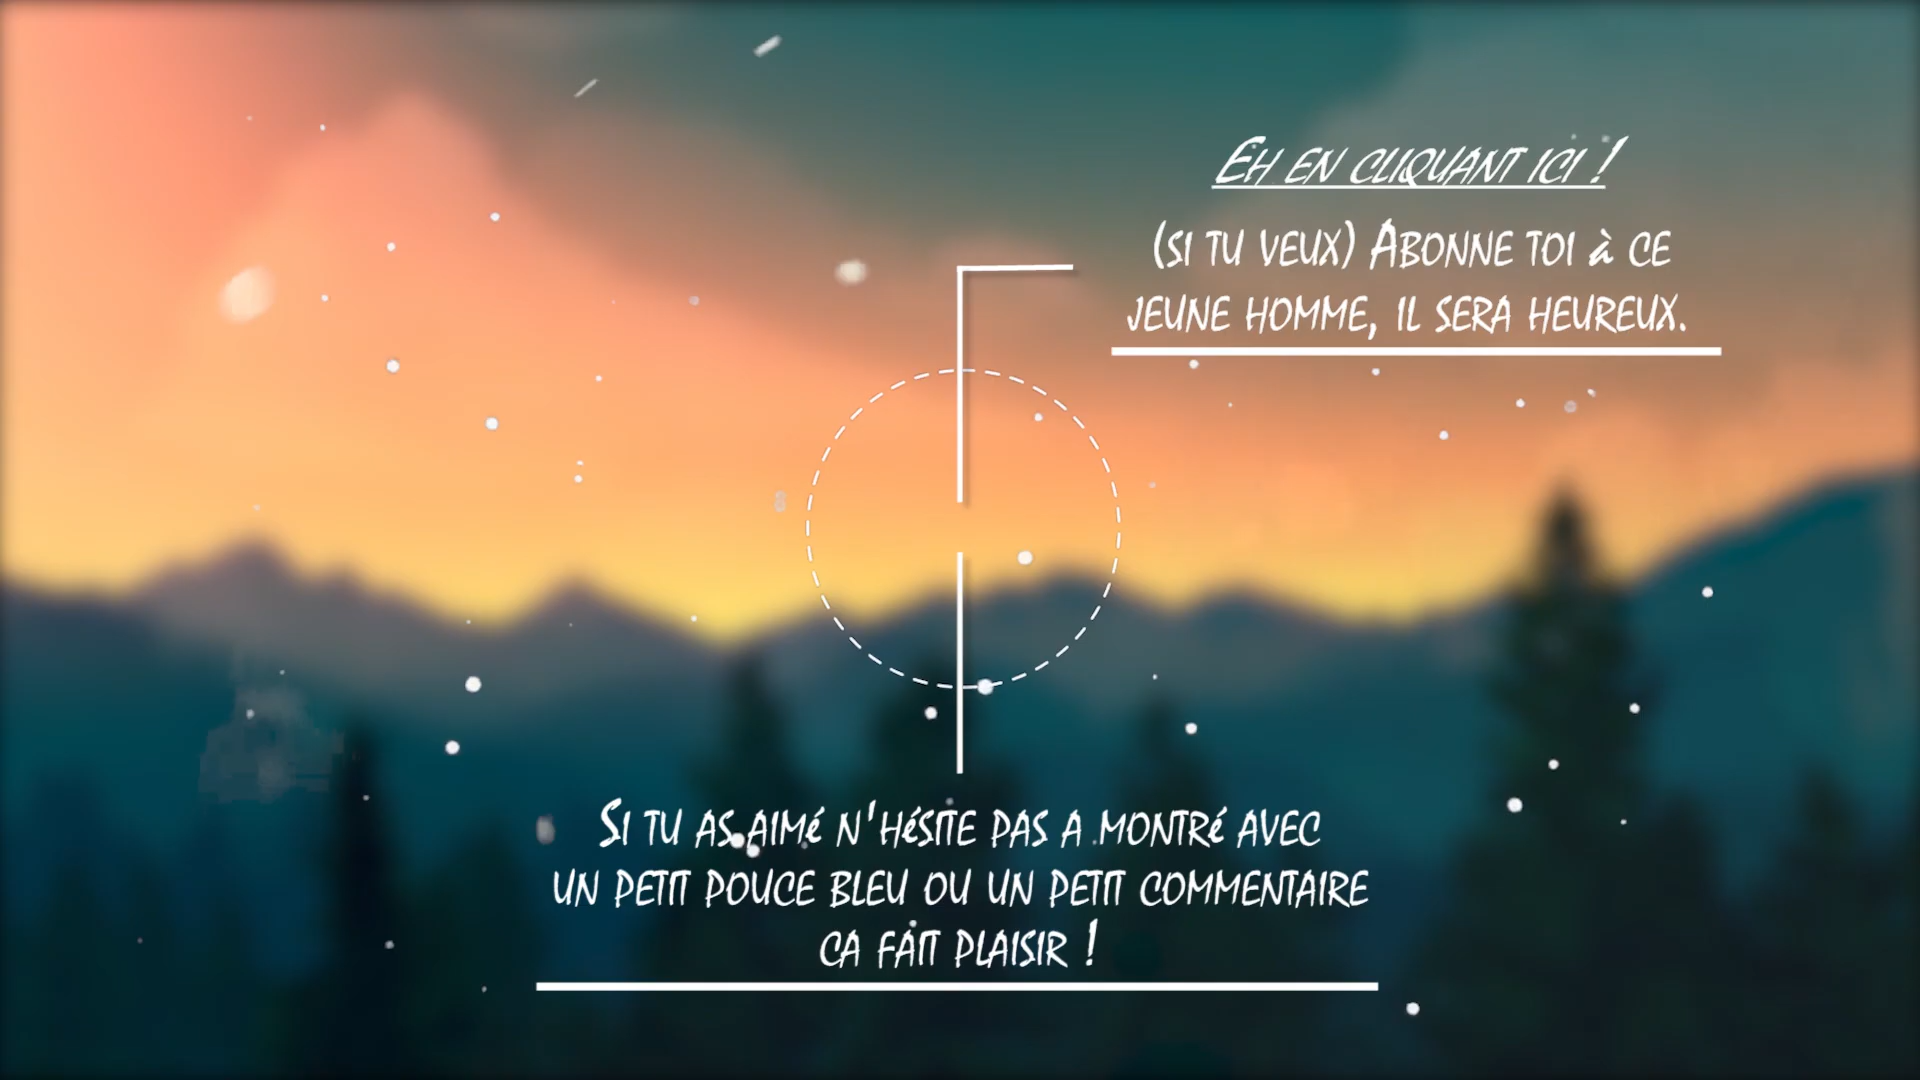 Eh en cliquant ici !
(si tu veux) Abonne toi à ce
jeune homme, il sera heureux.
Si tu as aimé n'hésite pas a montré avec
un petit pouce bleu ou un petit commentaire
ca fait plaisir !